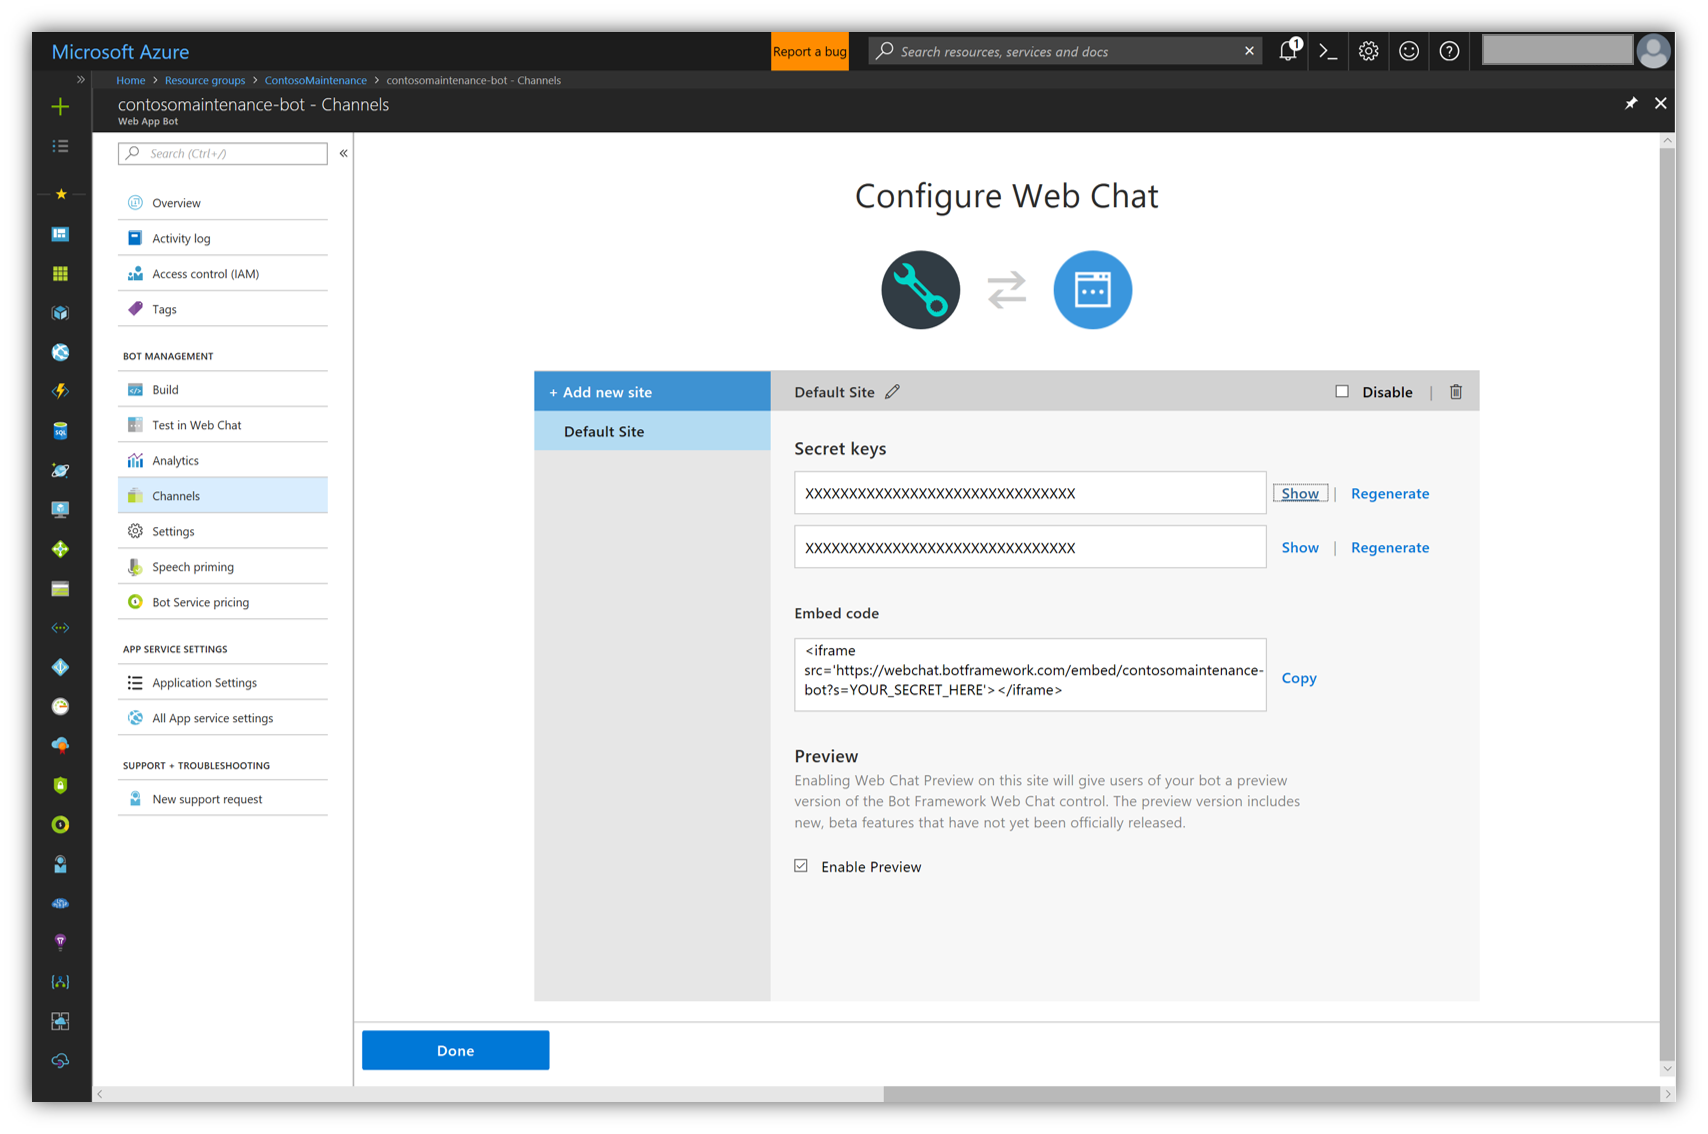 Microsoft Azure
Report a bug
Search resources, services and docs
1
Home > Resource groups > ContosoMaintenance > contosomaintenance-bot - Channels
contosomaintenance-bot - Channels
Web App Bot
Search (Ctrl+/)
Overview
Activity log
Access control (IAM)
Tags
BOT MANAGEMENT
Build
Test in Web Chat
Analytics
Channels
Settings
Speech priming
Bot Service pricing
APP SERVICE SETTINGS
Application Settings
All App service settings
SUPPORT + TROUBLESHOOTING
New support request
Configure Web Chat
+ Add new site
Default Site
Default Site
Disable
Secret keys
XXXXXXXXXXXXXXXXXXXXXXXXXXXXXXX
Show | Regenerate
XXXXXXXXXXXXXXXXXXXXXXXXXXXXXXX
Show | Regenerate
Embed code
<iframe
src='https://webchat.botframework.com/embed/contosomaintenance-
bot?s=YOUR_SECRET_HERE'></iframe>
Copy
Preview
Enabling Web Chat Preview on this site will give users of your bot a preview
version of the Bot Framework Web Chat control. The preview version includes
new, beta features that have not yet been officially released.
Enable Preview
Done